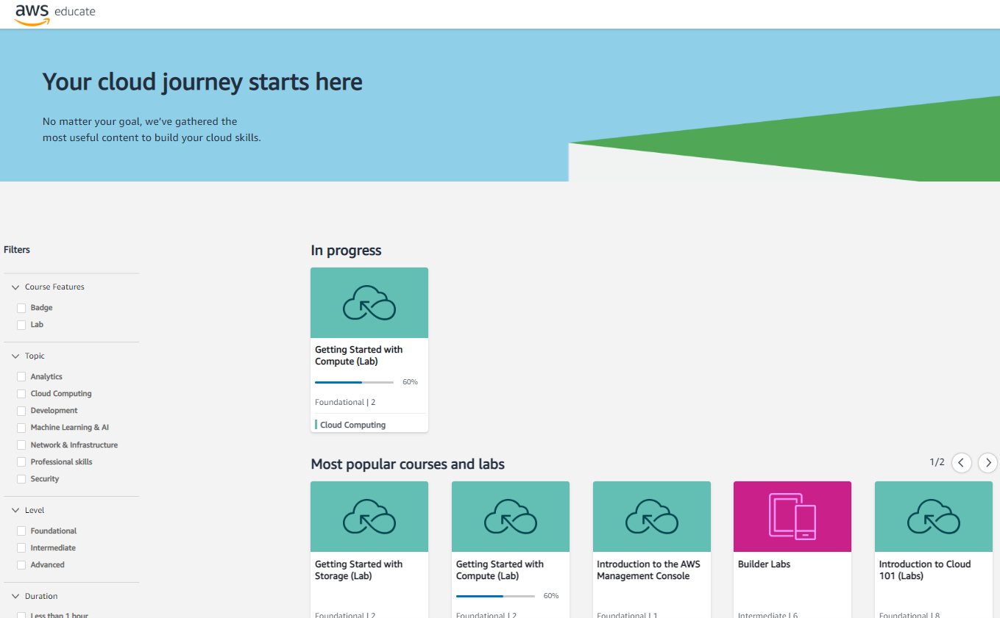 aws educate
Your cloud journey starts here
No matter your goal, we've gathered the
most useful content to build your cloud skills.
Filters
Course Features
Badge
Lab
Topic
Analytics
Cloud Computing
Development
Machine Learning & AI
Network & Infrastructure
Professional skills
Security
Level
Foundational
Intermediate
Advanced
Duration
Less than 1 hour
In progress
Getting Started with
Compute (Lab)
60%
Foundational | 2
Cloud Computing
Most popular courses and labs
1/2
Getting Started with
Storage (Lab)
Foundational | 2
Getting Started with
Compute (Lab)
60%
Foundational | 2
Introduction to the AWS
Management Console
Foundational | 1
Builder Labs
Intermediate | 6
Introduction to Cloud
101 (Labs)
Foundational | 8